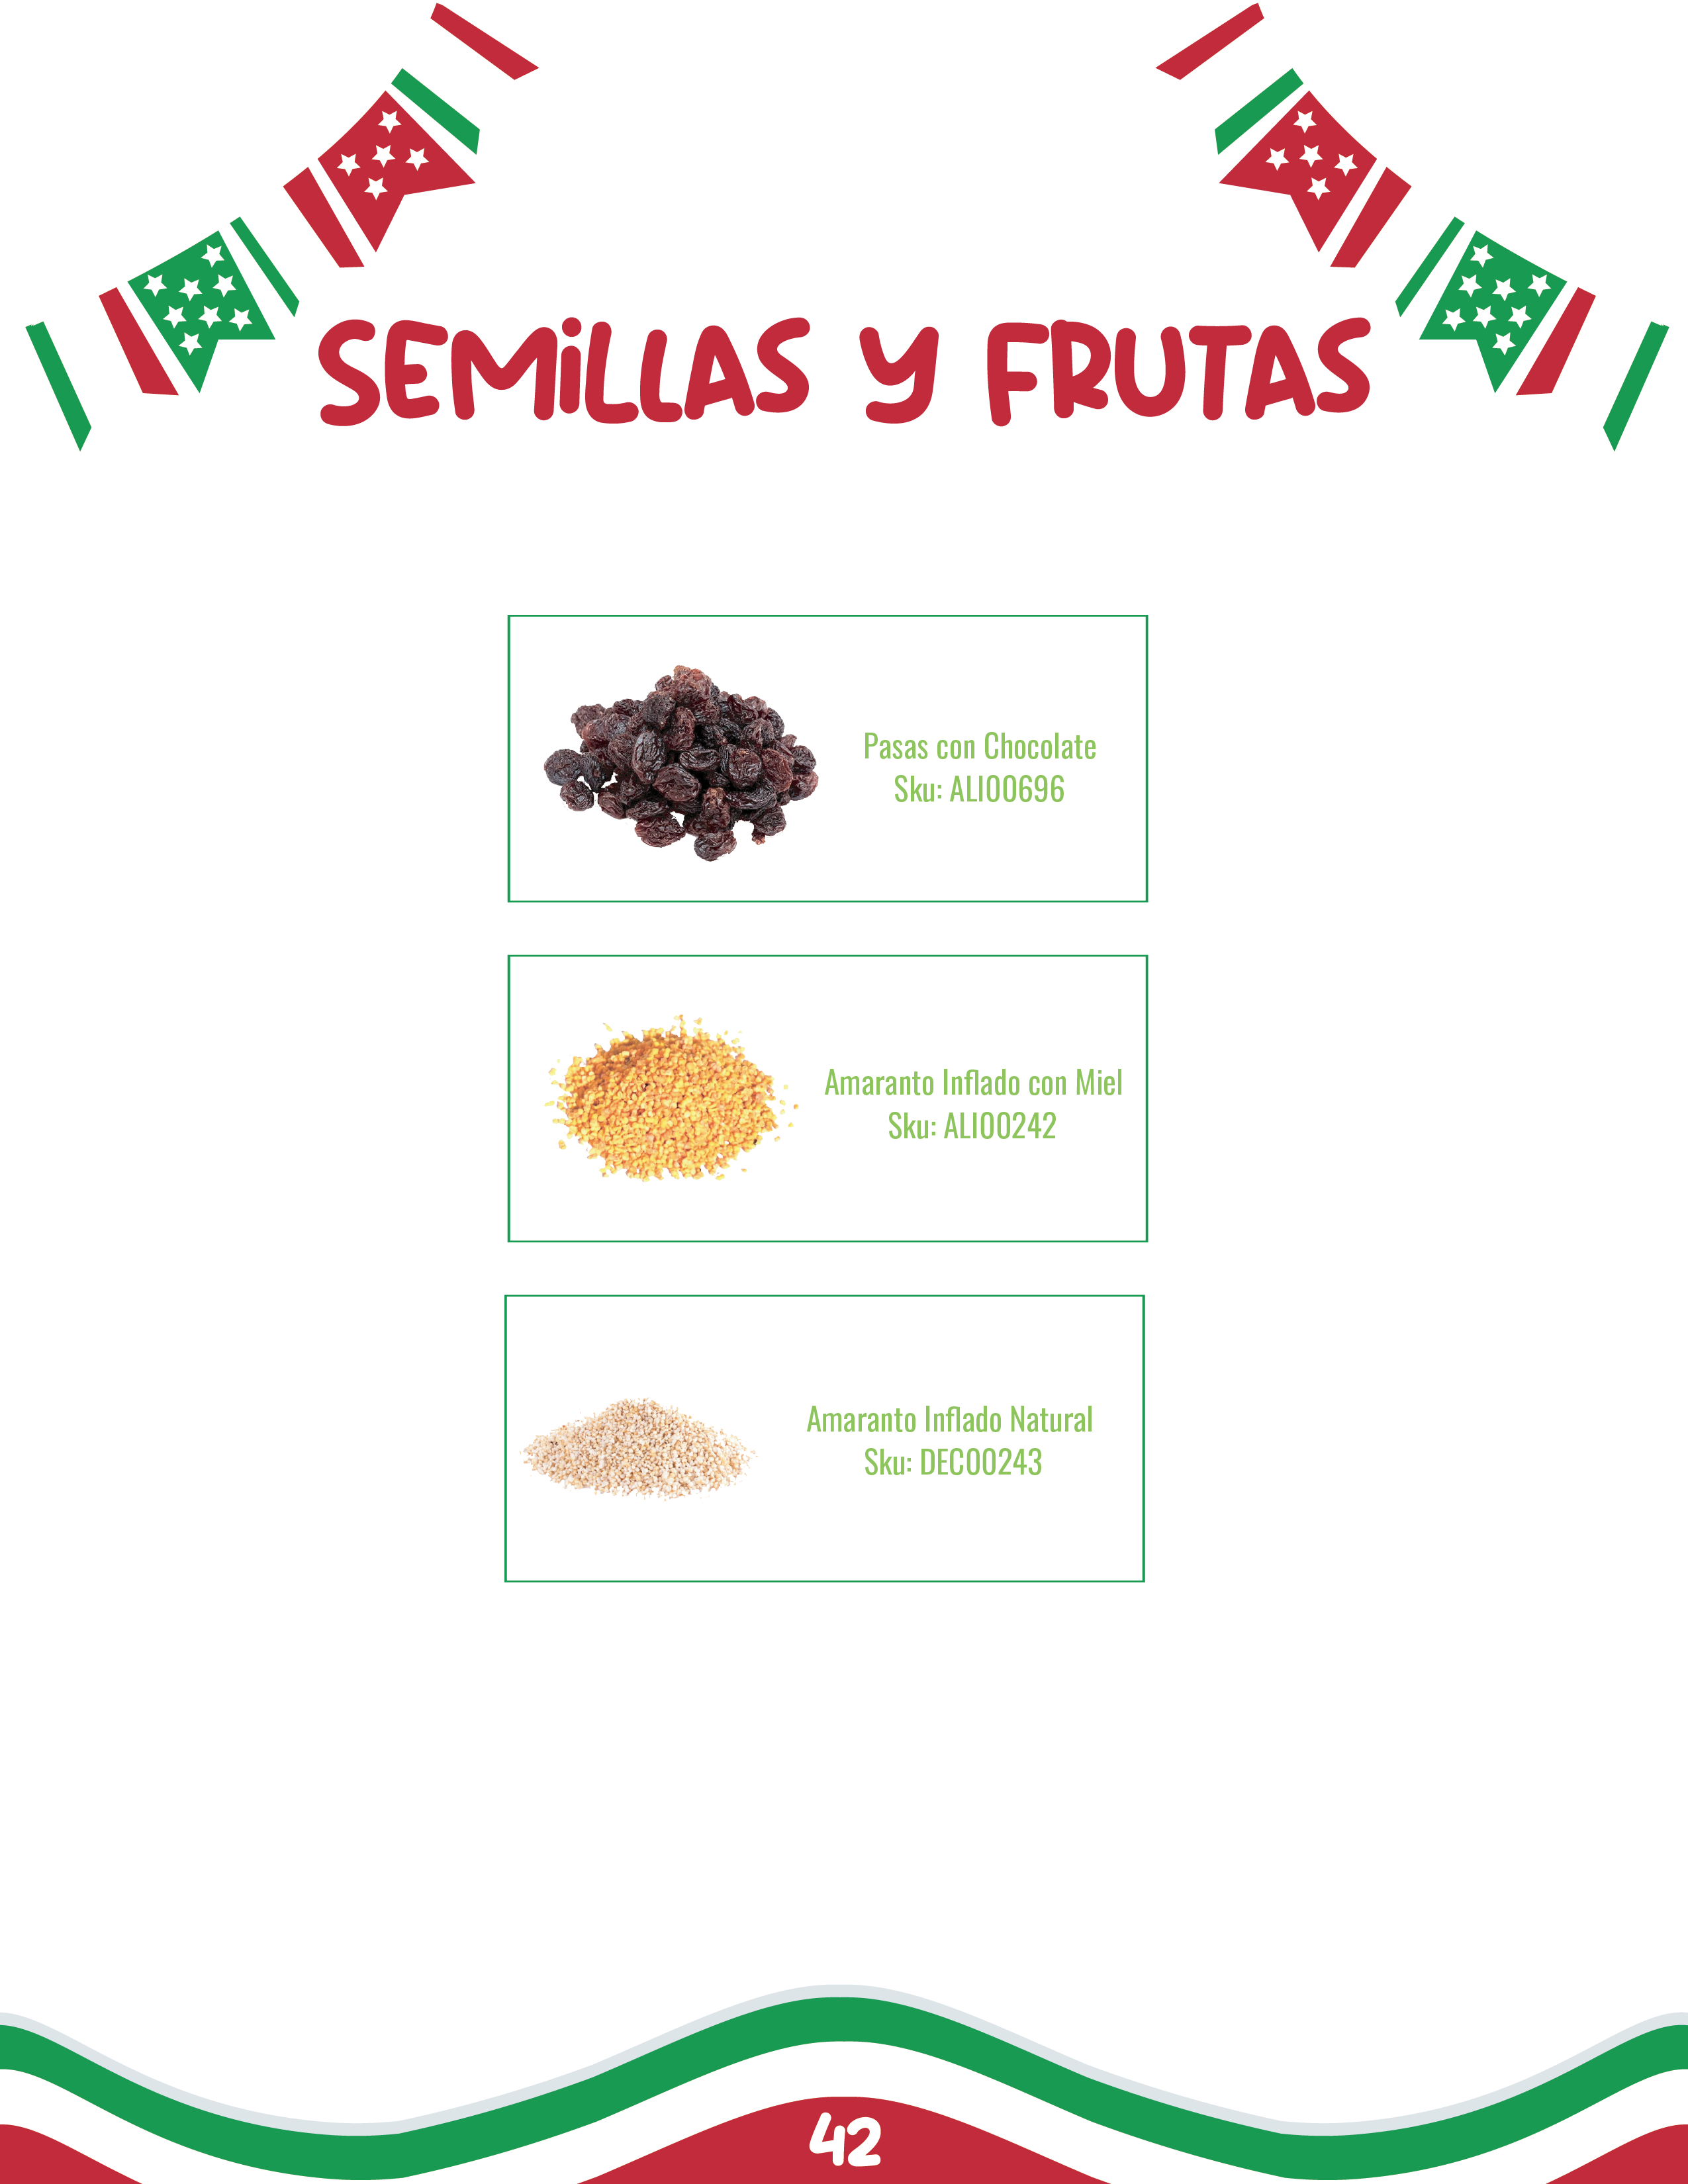 SEMILLAS Y FRUTAS
Pasas con Chocolate
Sku: ALI00696
Amaranto Inflado con Miel
Sku: ALI00242
Amaranto Inflado Natural
Sku: DEC00243
42